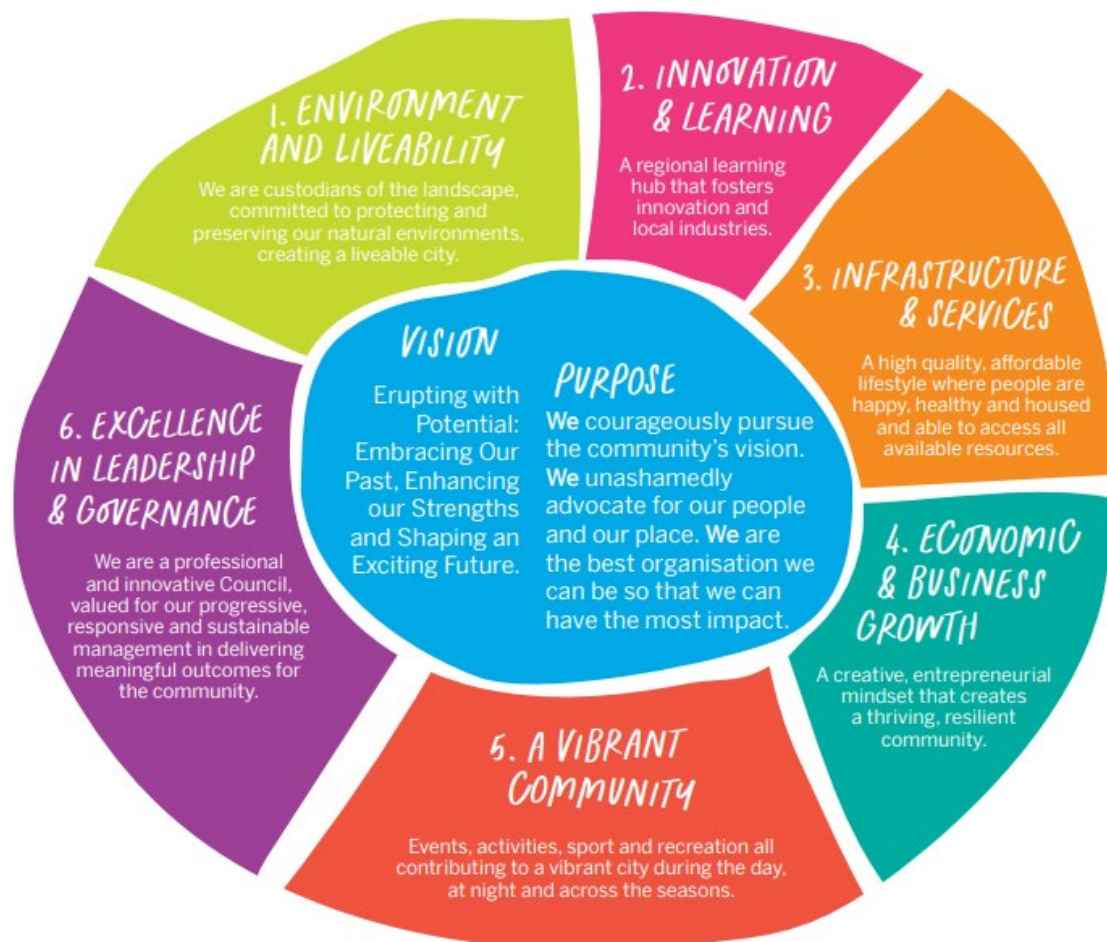 1. ENVIRONMENT
AND LIVEABILITY
We are custodians of the landscape,
committed to protecting and
preserving our natural environments,
creating a liveable city.
2. INNOVATION
& LEARNING
A regional learning
hub that fosters
innovation and
local industries.
3. INFRASTRUCTURE
& SERVICES
A high quality, affordable
lifestyle where people are
happy, healthy and housed
and able to access all
available resources.
4. ECONOMIC
& BUSINESS
GROWTH
A creative, entrepreneurial
mindset that creates
a thriving, resilient
community.
5. A VIBRANT
COMMUNITY
Events, activities, sport and recreation all
contributing to a vibrant city during the day,
at night and across the seasons.
6. EXCELLENCE
IN LEADERSHIP
& GOVERNANCE
We are a professional
and innovative Council,
valued for our progressive,
responsive and sustainable
management in delivering
meaningful outcomes for
the community.
VISION
Erupting with
Potential:
Embracing Our
Past, Enhancing
our Strengths
and Shaping an
Exciting Future.
PURPOSE
We courageously pursue
the community's vision.
We unashamedly
advocate for our people
and our place. We are
the best organisation we
can be so that we can
have the most impact.